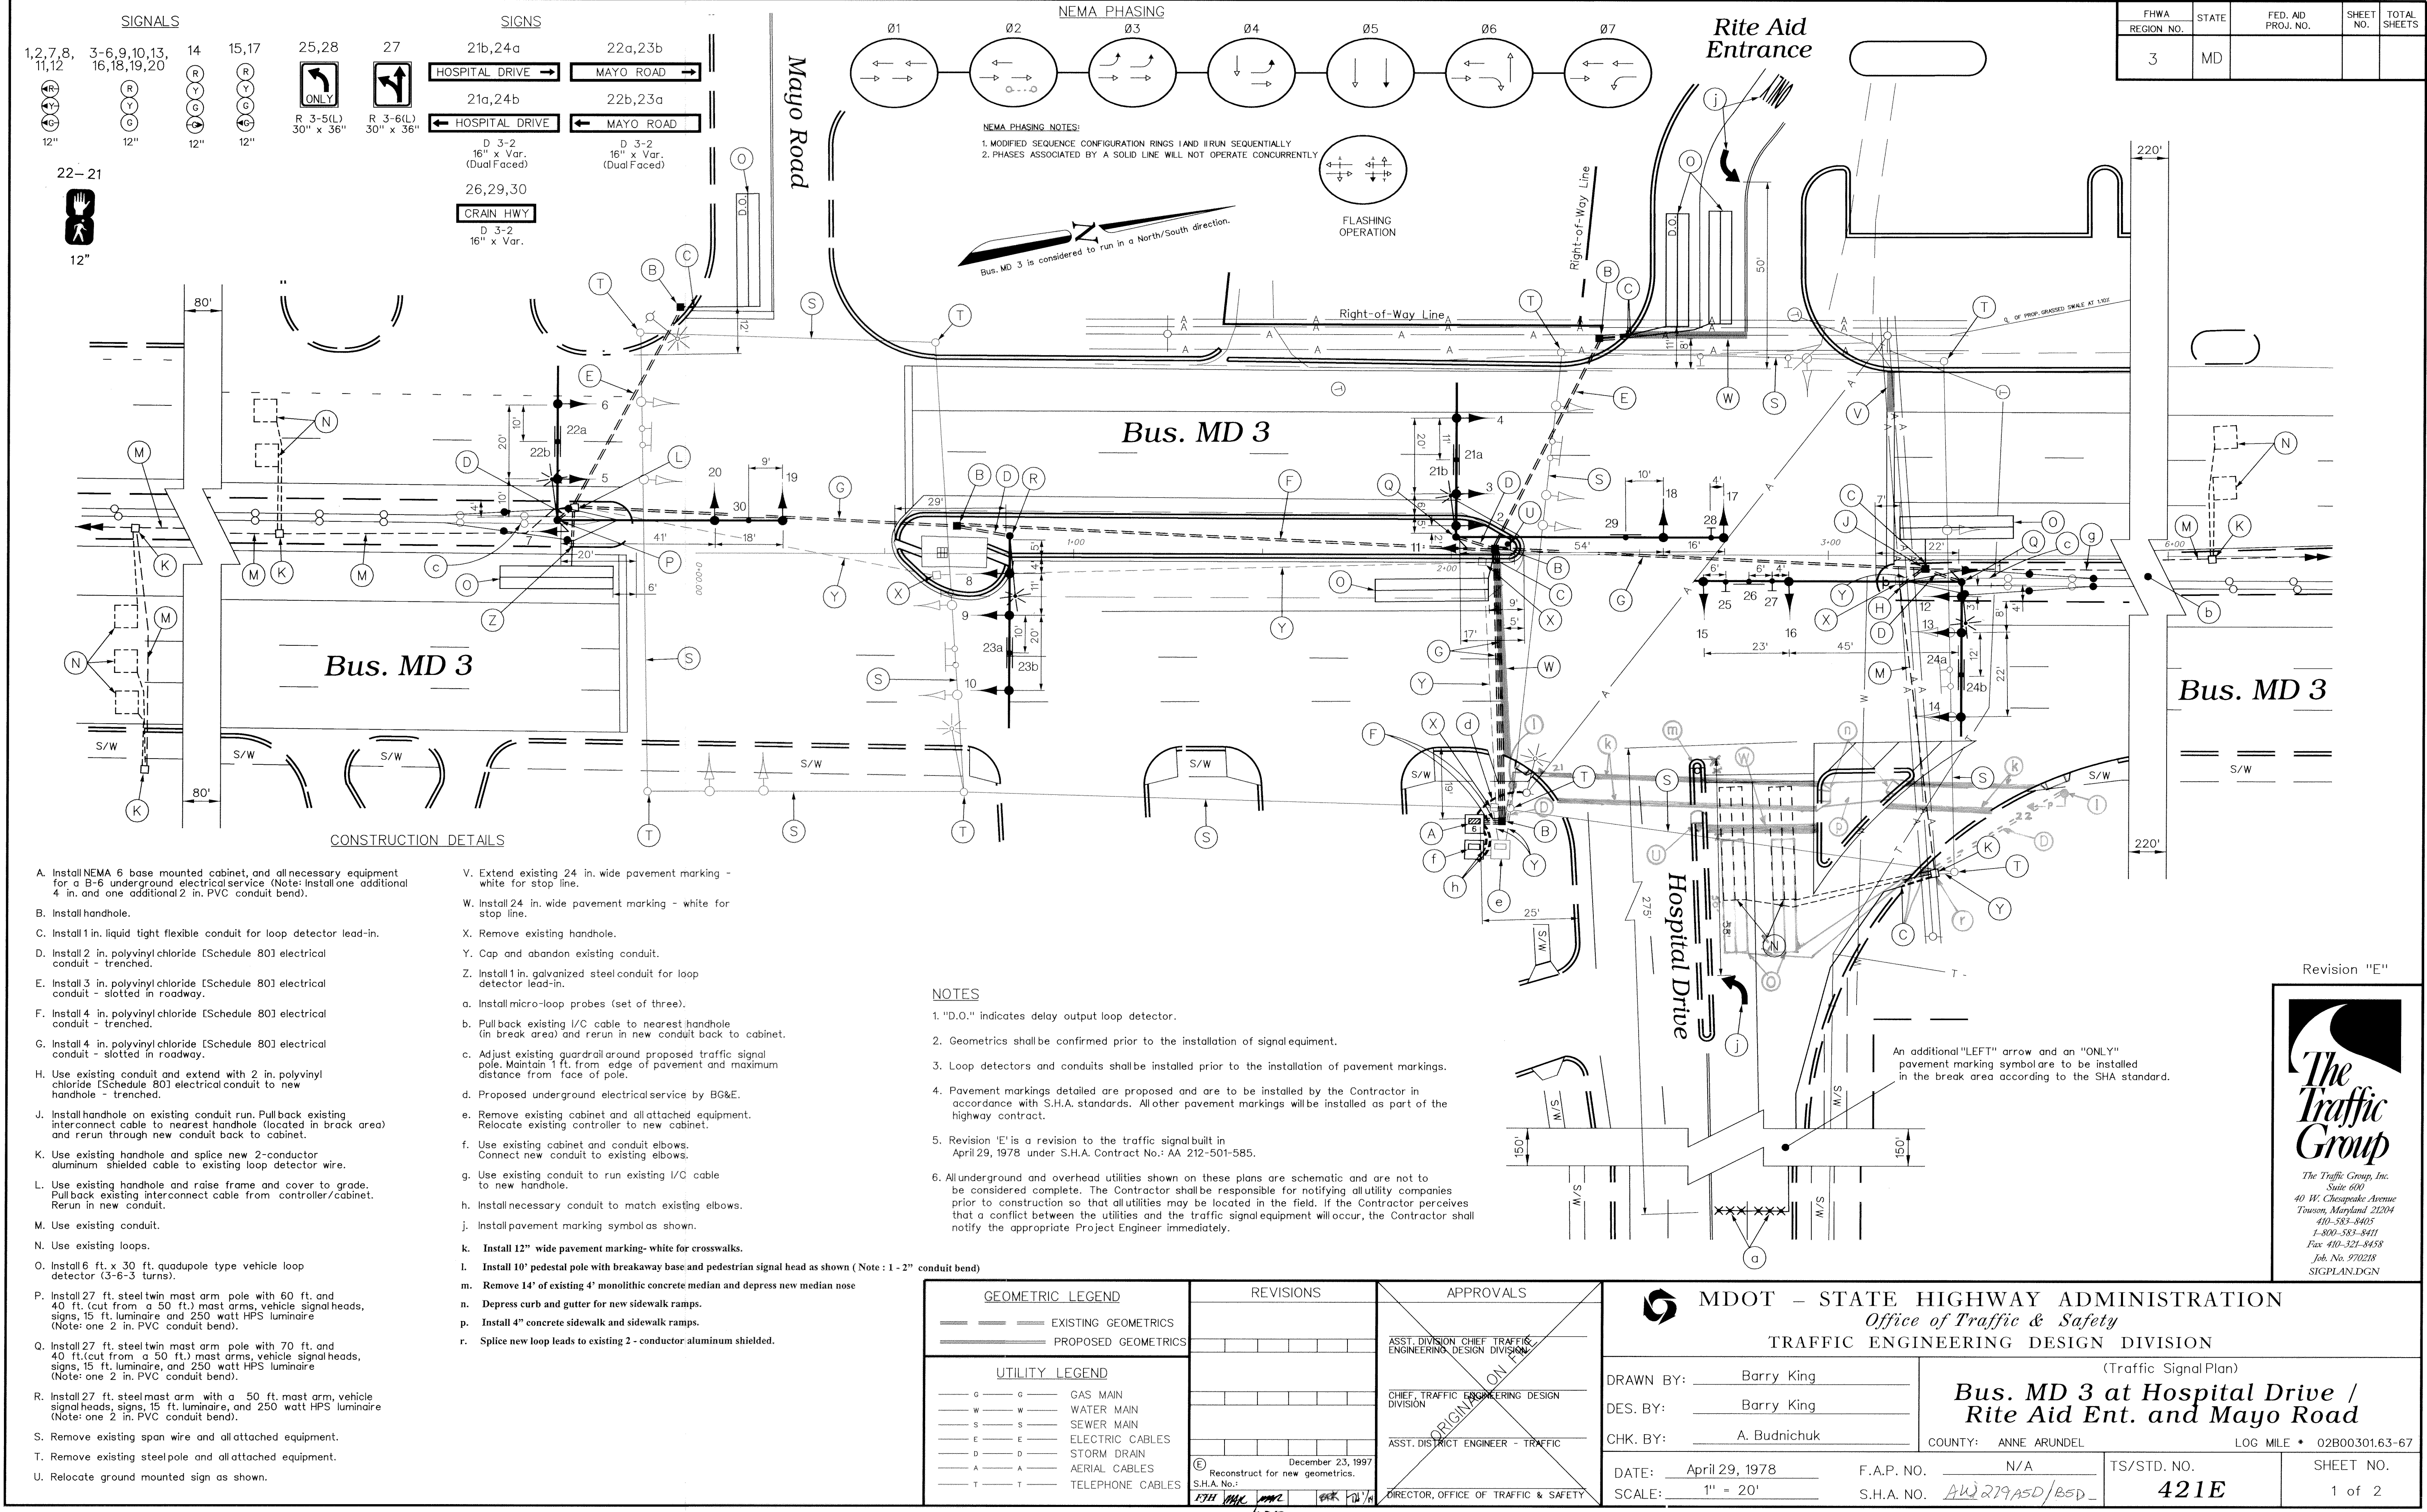 SIGNALS
1,2,7,8,
11,12
3-6,9,10,13,
16,18,19,20
14
15,17
R
Y
G
R
Y
G
R
Y
G
G
R
Y
G
G
12"
12"
12"
12"
22-21
12"
SIGNS
25,28
ONLY
R 3-5(L)
30" x 36"
27
R 3-6(L)
30" x 36"
21b,24a
HOSPITAL DRIVE
21a,24b
HOSPITAL DRIVE
D 3-2
16" x Var.
(Dual Faced)
22a,23b
MAYO ROAD
22b,23a
MAYO ROAD
D 3-2
16" x Var.
(Dual Faced)
26,29,30
CRAIN HWY
D 3-2
16" x Var.
Mayo Road
NEMA PHASING
Ø1
Ø2
Ø3
Ø4
Ø5
Ø6
Ø7
NEMA PHASING NOTES:
1. MODIFIED SEQUENCE CONFIGURATION RINGS I AND II RUN SEQUENTIALLY
2. PHASES ASSOCIATED BY A SOLID LINE WILL NOT OPERATE CONCURRENTLY
FLASHING
OPERATION
N
Bus. MD 3 is considered to run in a North/South direction.
Rite Aid
Entrance
FHWA
REGION NO.
STATE
FED. AID
PROJ. NO.
SHEET
NO.
TOTAL
SHEETS
3
MD
Right-of-Way Line
Right-of-Way Line
℄ OF PROP. GRASSED SWALE AT 1.10%
D.O.
D.O.
80'
80'
220'
220'
50'
Bus. MD 3
Bus. MD 3
Bus. MD 3
Hospital Drive
S/W
S/W
S/W
S/W
S/W
S/W
S/W
S/W
275'
150'
150'
25'
An additional "LEFT" arrow and an "ONLY"
pavement marking symbol are to be installed
in the break area according to the SHA standard.
CONSTRUCTION DETAILS
A. Install NEMA 6 base mounted cabinet, and all necessary equipment
for a B-6 underground electrical service (Note: Install one additional
4 in. and one additional 2 in. PVC conduit bend).
B. Install handhole.
C. Install 1 in. liquid tight flexible conduit for loop detector lead-in.
D. Install 2 in. polyvinyl chloride [Schedule 80] electrical
conduit - trenched.
E. Install 3 in. polyvinyl chloride [Schedule 80] electrical
conduit - slotted in roadway.
F. Install 4 in. polyvinyl chloride [Schedule 80] electrical
conduit - trenched.
G. Install 4 in. polyvinyl chloride [Schedule 80] electrical
conduit - slotted in roadway.
H. Use existing conduit and extend with 2 in. polyvinyl
chloride [Schedule 80] electrical conduit to new
handhole - trenched.
J. Install handhole on existing conduit run. Pull back existing
interconnect cable to nearest handhole (located in brack area)
and rerun through new conduit back to cabinet.
K. Use existing handhole and splice new 2-conductor
aluminum shielded cable to existing loop detector wire.
L. Use existing handhole and raise frame and cover to grade.
Pull back existing interconnect cable from controller/cabinet.
Rerun in new conduit.
M. Use existing conduit.
N. Use existing loops.
O. Install 6 ft. x 30 ft. quadupole type vehicle loop
detector (3-6-3 turns).
P. Install 27 ft. steel twin mast arm pole with 60 ft. and
40 ft. (cut from a 50 ft.) mast arms, vehicle signal heads,
signs, 15 ft. luminaire and 250 watt HPS luminaire
(Note: one 2 in. PVC conduit bend).
Q. Install 27 ft. steel twin mast arm pole with 70 ft. and
40 ft.(cut from a 50 ft.) mast arms, vehicle signal heads,
signs, 15 ft. luminaire, and 250 watt HPS luminaire
(Note: one 2 in. PVC conduit bend).
R. Install 27 ft. steel mast arm with a 50 ft. mast arm, vehicle
signal heads, signs, 15 ft. luminaire, and 250 watt HPS luminaire
(Note: one 2 in. PVC conduit bend).
S. Remove existing span wire and all attached equipment.
T. Remove existing steel pole and all attached equipment.
U. Relocate ground mounted sign as shown.
V. Extend existing 24 in. wide pavement marking -
white for stop line.
W. Install 24 in. wide pavement marking - white for
stop line.
X. Remove existing handhole.
Y. Cap and abandon existing conduit.
Z. Install 1 in. galvanized steel conduit for loop
detector lead-in.
a. Install micro-loop probes (set of three).
b. Pull back existing I/C cable to nearest handhole
(in break area) and rerun in new conduit back to cabinet.
c. Adjust existing guardrail around proposed traffic signal
pole. Maintain 1 ft. from edge of pavement and maximum
distance from face of pole.
d. Proposed underground electrical service by BG&E.
e. Remove existing cabinet and all attached equipment.
Relocate existing controller to new cabinet.
f. Use existing cabinet and conduit elbows.
Connect new conduit to existing elbows.
g. Use existing conduit to run existing I/C cable
to new handhole.
h. Install necessary conduit to match existing elbows.
j. Install pavement marking symbol as shown.
k. Install 12" wide pavement marking- white for crosswalks.
l. Install 10' pedestal pole with breakaway base and pedestrian signal head as shown ( Note : 1 - 2" conduit bend)
m. Remove 14' of existing 4' monolithic concrete median and depress new median nose
n. Depress curb and gutter for new sidewalk ramps.
p. Install 4" concrete sidewalk and sidewalk ramps.
r. Splice new loop leads to existing 2 - conductor aluminum shielded.
NOTES
1. "D.O." indicates delay output loop detector.
2. Geometrics shall be confirmed prior to the installation of signal equiment.
3. Loop detectors and conduits shall be installed prior to the installation of pavement markings.
4. Pavement markings detailed are proposed and are to be installed by the Contractor in
accordance with S.H.A. standards. All other pavement markings will be installed as part of the
highway contract.
5. Revision 'E' is a revision to the traffic signal built in
April 29, 1978 under S.H.A. Contract No.: AA 212-501-585.
6. All underground and overhead utilities shown on these plans are schematic and are not to
be considered complete. The Contractor shall be responsible for notifying all utility companies
prior to construction so that all utilities may be located in the field. If the Contractor perceives
that a conflict between the utilities and the traffic signal equipment will occur, the Contractor shall
notify the appropriate Project Engineer immediately.
Revision "E"
The
Traffic
Group
The Traffic Group, Inc.
Suite 600
40 W. Chesapeake Avenue
Towson, Maryland 21204
410-583-8405
1-800-583-8411
Fax 410-321-8458
Job. No. 970218
SIGPLAN.DGN
GEOMETRIC LEGEND
EXISTING GEOMETRICS
PROPOSED GEOMETRICS
UTILITY LEGEND
G G GAS MAIN
W W WATER MAIN
S S SEWER MAIN
E E ELECTRIC CABLES
D D STORM DRAIN
A A AERIAL CABLES
T T TELEPHONE CABLES
REVISIONS
E December 23, 1997
Reconstruct for new geometrics.
S.H.A. No.:
APPROVALS
ASST. DIVISION CHIEF TRAFFIC
ENGINEERING DESIGN DIVISION
CHIEF, TRAFFIC ENGINEERING DESIGN
DIVISION
ASST. DISTRICT ENGINEER - TRAFFIC
DIRECTOR, OFFICE OF TRAFFIC & SAFETY
ORIGINAL ON FILE
MDOT – STATE HIGHWAY ADMINISTRATION
Office of Traffic & Safety
TRAFFIC ENGINEERING DESIGN DIVISION
DRAWN BY: Barry King
DES. BY: Barry King
CHK. BY: A. Budnichuk
(Traffic Signal Plan)
Bus. MD 3 at Hospital Drive /
Rite Aid Ent. and Mayo Road
COUNTY: ANNE ARUNDEL
LOG MILE * 02B00301.63-67
DATE: April 29, 1978
SCALE: 1" = 20'
F.A.P. NO. N/A
S.H.A. NO. AW279A5D/B5D
TS/STD. NO.
421E
SHEET NO.
1 of 2